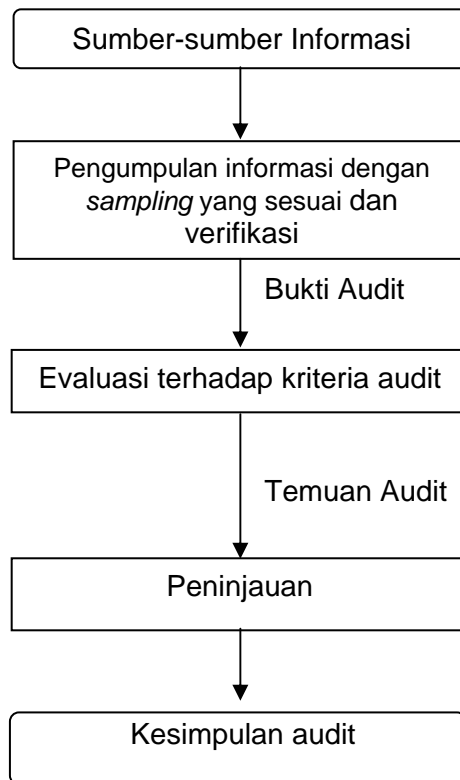 Sumber-sumber Informasi
Pengumpulan informasi dengan
sampling yang sesuai dan
verifikasi
Bukti Audit
Evaluasi terhadap kriteria audit
Temuan Audit
Peninjauan
Kesimpulan audit